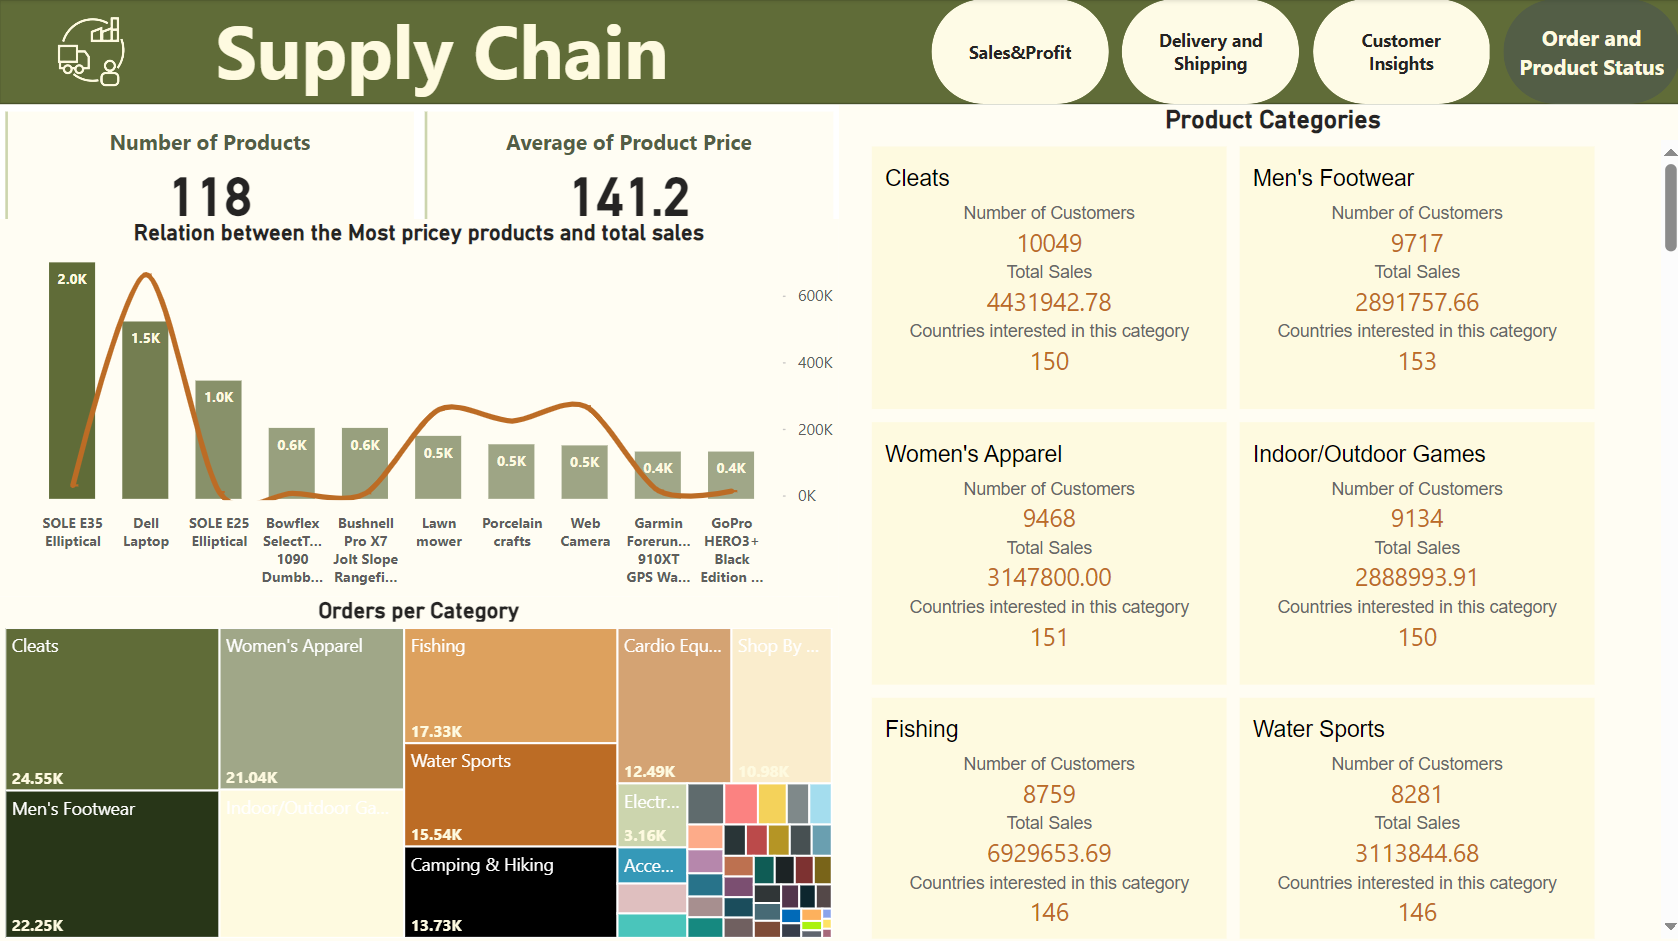 Supply Chain
Sales&Profit
Delivery and
Shipping
Customer
Insights
Order and
Product Status
Number of Products
118
Average of Product Price
141.2
Relation between the Most pricey products and total sales
2.0K
1.5K
1.0K
0.6K
0.6K
0.5K
0.5K
0.5K
0.4K
0.4K
600K
400K
200K
0K
SOLE E35
Elliptical
Dell
Laptop
SOLE E25
Elliptical
Bowflex
SelectT...
1090
Dumbb...
Bushnell
Pro X7
Jolt Slope
Rangefi...
Lawn
mower
Porcelain
crafts
Web
Camera
Garmin
Forerun...
910XT
GPS Wa...
GoPro
HERO3+
Black
Edition ...
Orders per Category
Cleats
24.55K
Men's Footwear
22.25K
Women's Apparel
21.04K
Indoor/Outdoor Ga...
Fishing
17.33K
Water Sports
15.54K
Camping & Hiking
13.73K
Cardio Equ...
12.49K
Shop By ...
10.98K
Electr...
3.16K
Acce...
Product Categories
Cleats
Number of Customers
10049
Total Sales
4431942.78
Countries interested in this category
150
Men's Footwear
Number of Customers
9717
Total Sales
2891757.66
Countries interested in this category
153
Women's Apparel
Number of Customers
9468
Total Sales
3147800.00
Countries interested in this category
151
Indoor/Outdoor Games
Number of Customers
9134
Total Sales
2888993.91
Countries interested in this category
150
Fishing
Number of Customers
8759
Total Sales
6929653.69
Countries interested in this category
146
Water Sports
Number of Customers
8281
Total Sales
3113844.68
Countries interested in this category
146